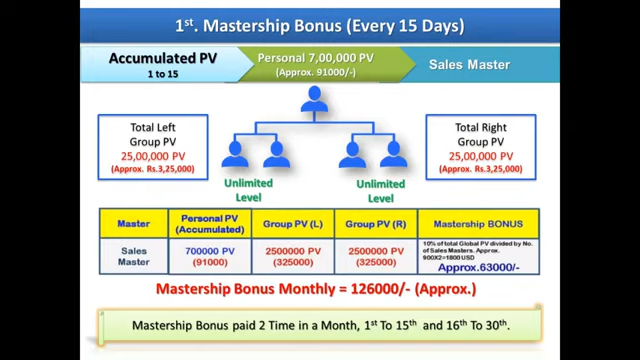 1st. Mastership Bonus (Every 15 Days)
Accumulated PV
1 to 15
Personal 7,00,000 PV
(Approx. 91000/-)
Sales Master
Total Left
Group PV
25,00,000 PV
(Approx. Rs.3,25,000)
Total Right
Group PV
25,00,000 PV
(Approx. Rs.3,25,000)
Unlimited
Level
Unlimited
Level
Master
Personal PV
(Accumulated)
Group PV (L)
Group PV (R)
Mastership BONUS
Sales
Master
700000 PV
(91000)
2500000 PV
(325000)
2500000 PV
(325000)
10% of total Global PV divided by No.
of Sales Masters. Approx.
900X2=1800 USD
Approx.63000/-
Mastership Bonus Monthly = 126000/- (Approx.)
Mastership Bonus paid 2 Time in a Month, 1st To 15th and 16th To 30th.